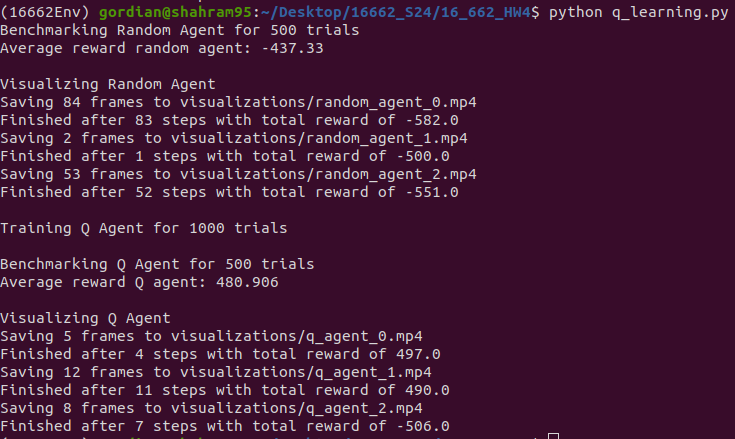 (16662Env) gordian@shahram95:~/Desktop/16662_S24/16_662_HW4$ python q_learning.py
Benchmarking Random Agent for 500 trials
Average reward random agent: -437.33
Visualizing Random Agent
Saving 84 frames to visualizations/random_agent_0.mp4
Finished after 83 steps with total reward of -582.0
Saving 2 frames to visualizations/random_agent_1.mp4
Finished after 1 steps with total reward of -500.0
Saving 53 frames to visualizations/random_agent_2.mp4
Finished after 52 steps with total reward of -551.0
Training Q Agent for 1000 trials
Benchmarking Q Agent for 500 trials
Average reward Q agent: 480.906
Visualizing Q Agent
Saving 5 frames to visualizations/q_agent_0.mp4
Finished after 4 steps with total reward of 497.0
Saving 12 frames to visualizations/q_agent_1.mp4
Finished after 11 steps with total reward of 490.0
Saving 8 frames to visualizations/q_agent_2.mp4
Finished after 7 steps with total reward of -506.0